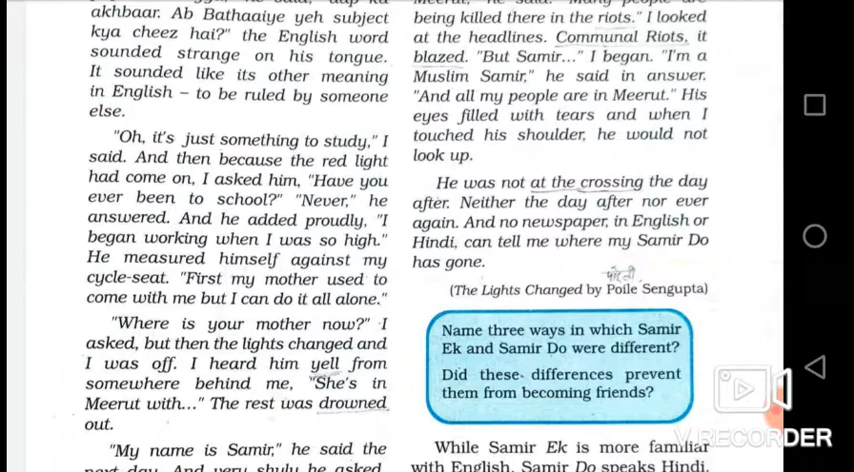 akhbaar. Ab Bathaaiye yeh subject
kya cheez hai?" the English word
sounded strange on his tongue.
It sounded like its other meaning
in English – to be ruled by someone
else.
"Oh, it's just something to study," I
said. And then because the red light
had come on, I asked him, "Have you
ever been to school?" "Never," he
answered. And he added proudly, "I
began working when I was so high."
He measured himself against my
cycle-seat. "First my mother used to
come with me but I can do it all alone."
"Where is your mother now?" I
asked, but then the lights changed and
I was off. I heard him yell from
somewhere behind me, "She's in
Meerut with..." The rest was drowned
out.
"My name is Samir," he said the
next day. And very shyly he asked,
being killed there in the riots." I looked
at the headlines. Communal Riots, it
blazed. "But Samir..." I began. "I'm a
Muslim Samir," he said in answer.
"And all my people are in Meerut." His
eyes filled with tears and when I
touched his shoulder, he would not
look up.
He was not at the crossing the day
after. Neither the day after nor ever
again. And no newspaper, in English or
Hindi, can tell me where my Samir Do
has gone.
(The Lights Changed by Poile Sengupta)
Name three ways in which Samir
Ek and Samir Do were different?
Did these differences prevent
them from becoming friends?
While Samir Ek is more familiar
with English, Samir Do speaks Hindi.
V RECORDER